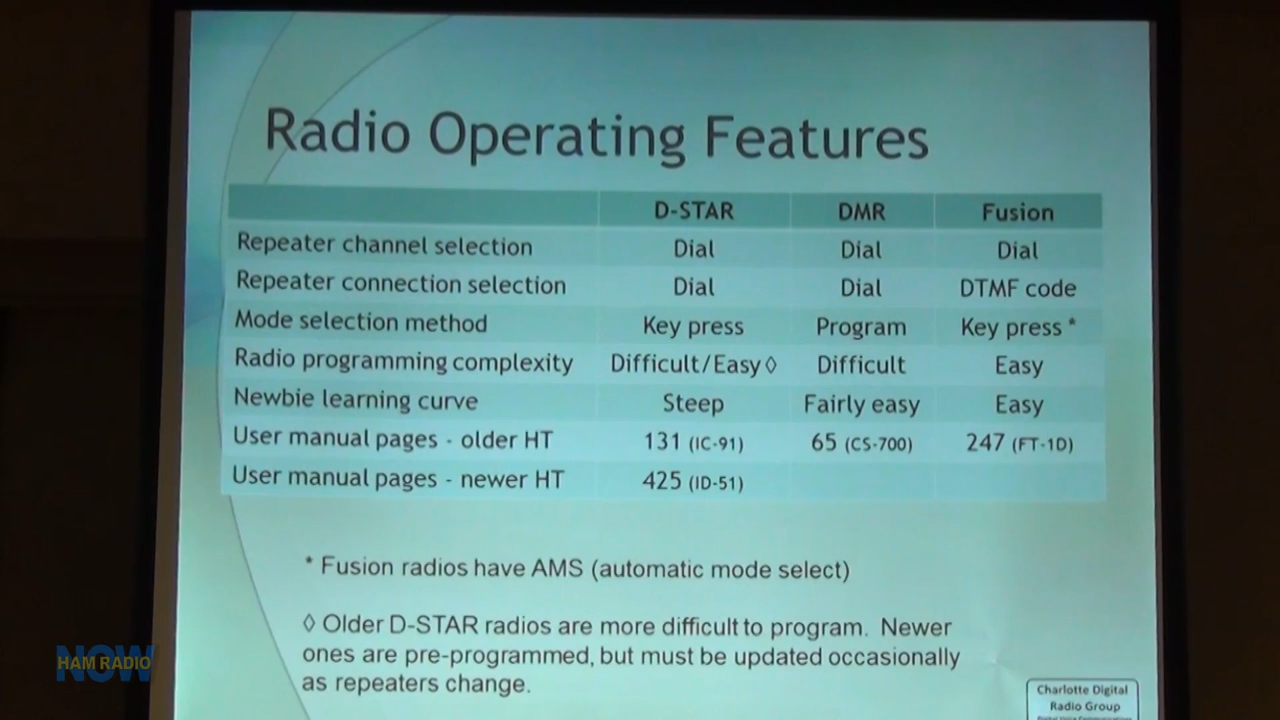 Radio Operating Features
D-STAR DMR Fusion
Repeater channel selection Dial Dial Dial
Repeater connection selection Dial Dial DTMF code
Mode selection method Key press Program Key press *
Radio programming complexity Difficult/Easy ◊ Difficult Easy
Newbie learning curve Steep Fairly easy Easy
User manual pages - older HT 131 (IC-91) 65 (CS-700) 247 (FT-1D)
User manual pages - newer HT 425 (ID-51)
* Fusion radios have AMS (automatic mode select)
◊ Older D-STAR radios are more difficult to program. Newer
ones are pre-programmed, but must be updated occasionally
as repeaters change.
NOW
HAM RADIO
Charlotte Digital
Radio Group